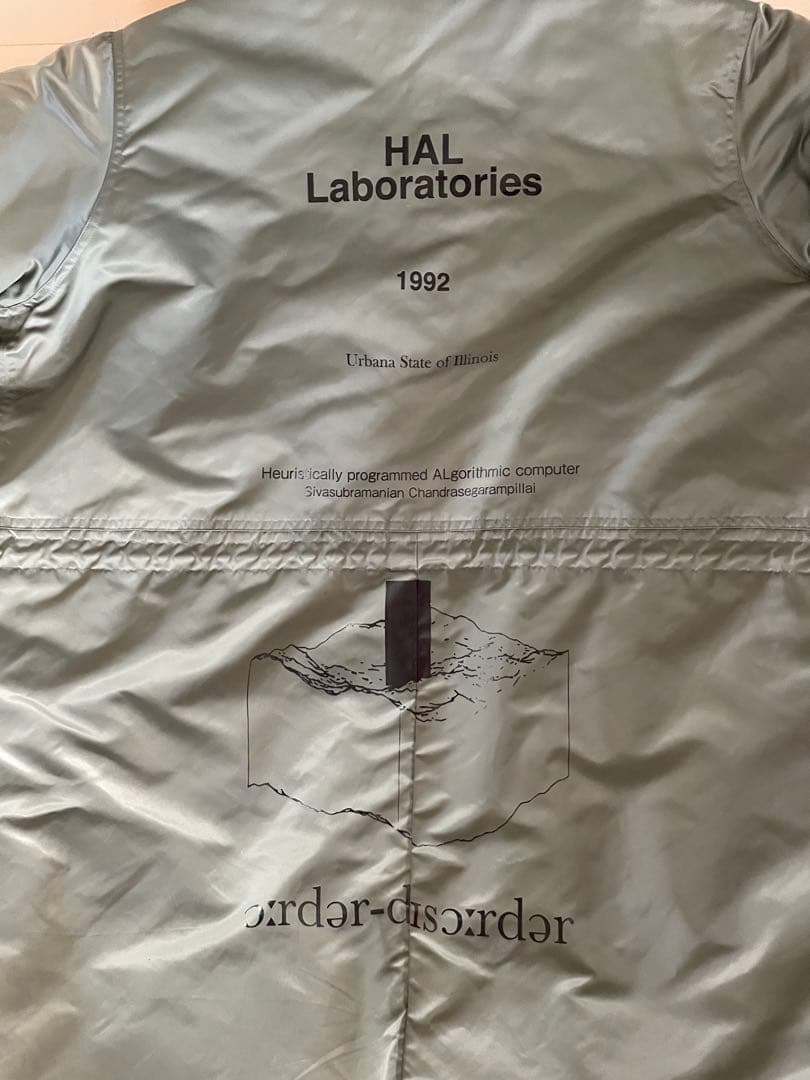 HAL
Laboratories
1992
Urbana State of Illinois
Heuristically programmed ALgorithmic computer
Sivasubramanian Chandrasegarampillai
ɔːrdər-dɪsɔːrdər